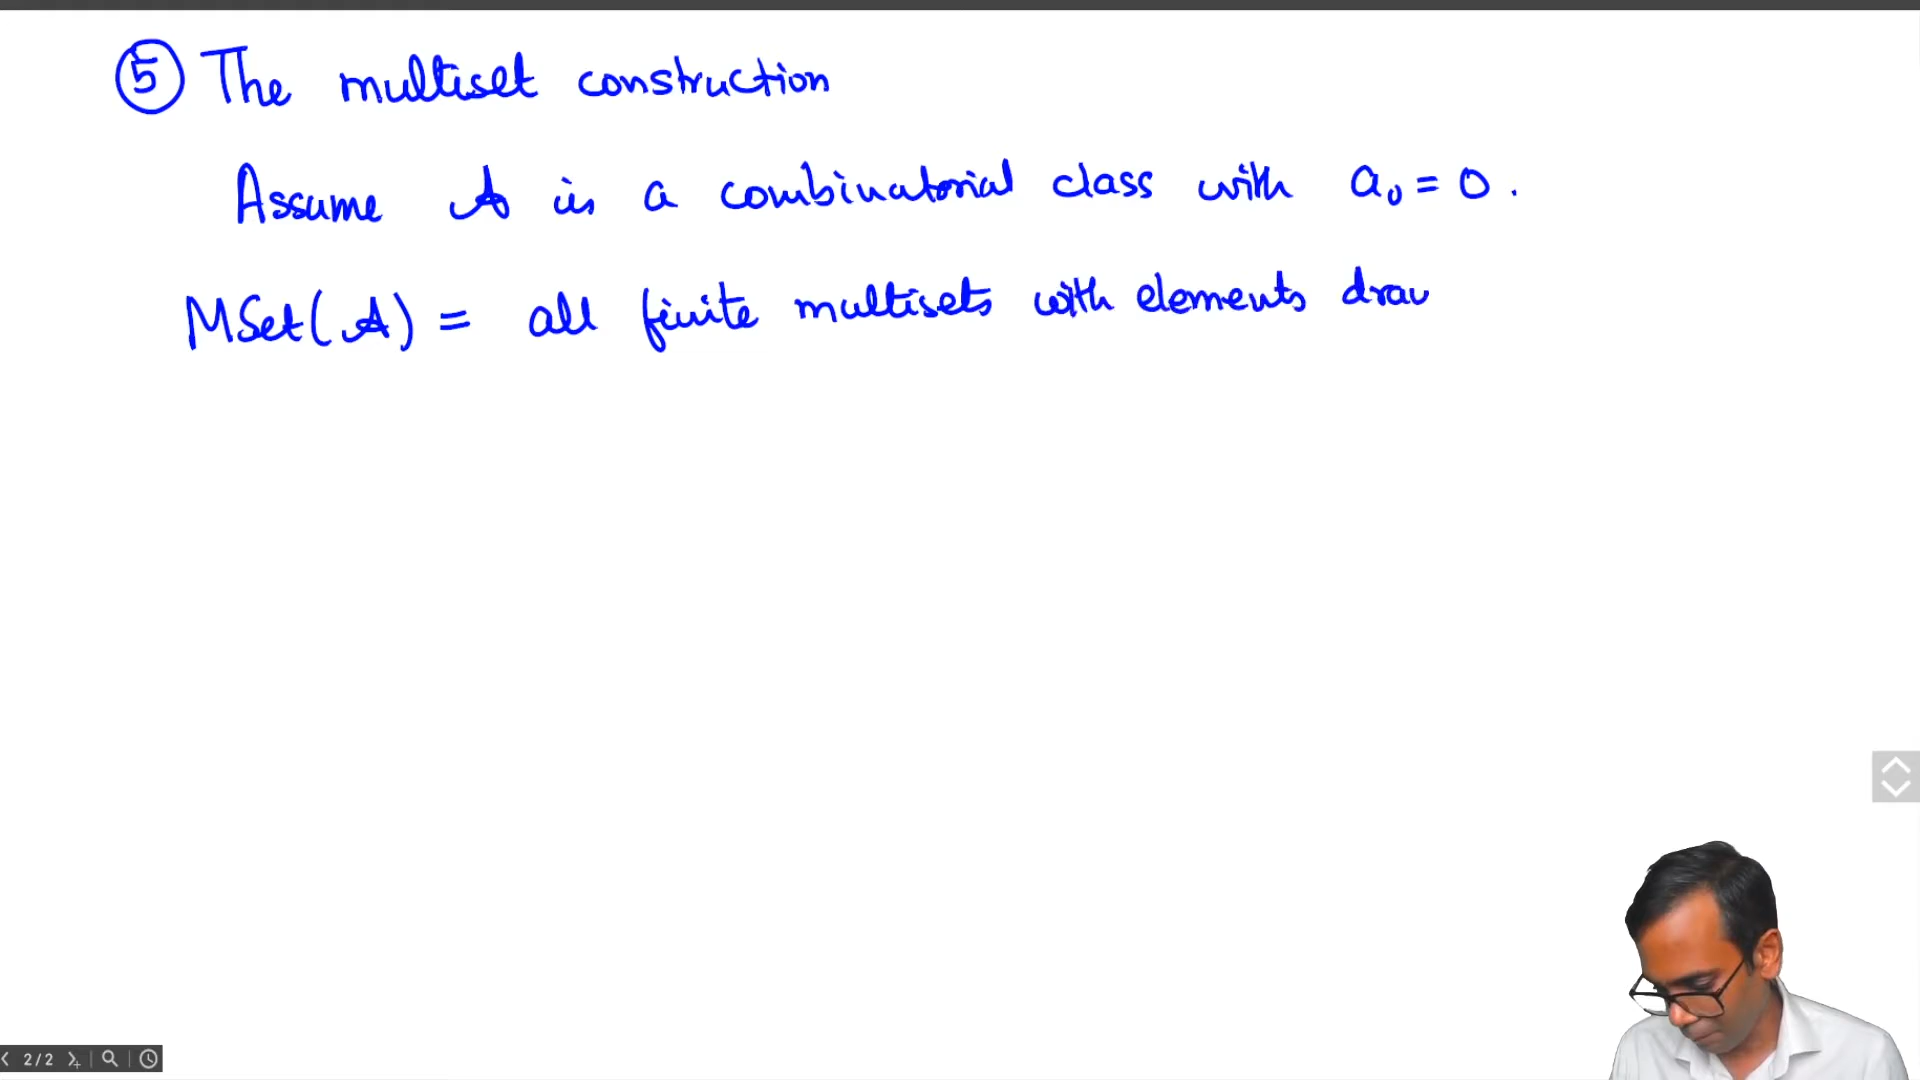 ⑤ The multiset construction
Assume 𝒜 is a combinatorial class with a₀ = 0 .
MSet(𝒜) = all finite multisets with elements draw
2/2